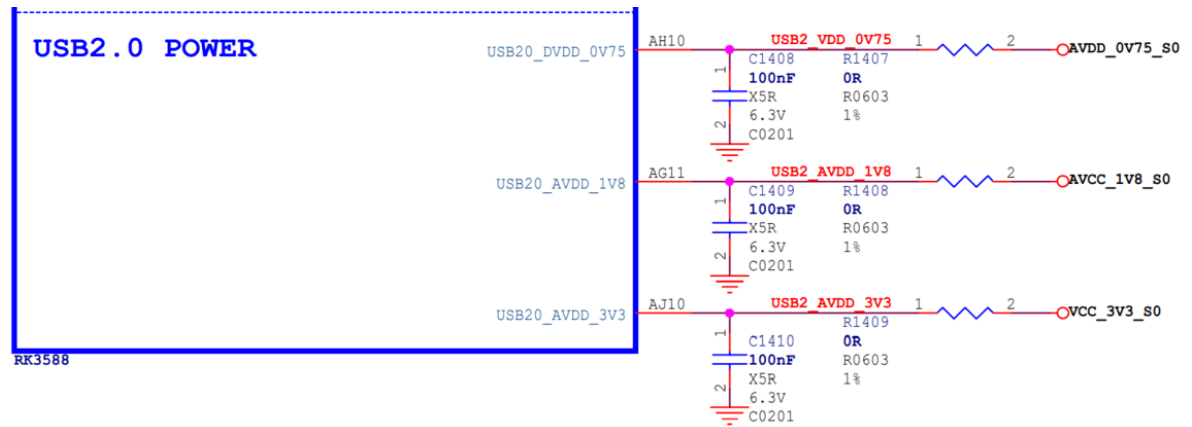 USB2.0 POWER
USB20_DVDD_0V75
AH10
USB2_VDD_0V75
1
2
AVDD_0V75_S0
1
C1408
R1407
100nF
0R
X5R
R0603
6.3V
1%
2
C0201
USB20_AVDD_1V8
AG11
USB2_AVDD_1V8
1
2
AVCC_1V8_S0
1
C1409
R1408
100nF
0R
X5R
R0603
6.3V
1%
2
C0201
USB20_AVDD_3V3
AJ10
USB2_AVDD_3V3
1
2
VCC_3V3_S0
R1409
1
C1410
0R
100nF
R0603
X5R
1%
2
6.3V
C0201
RK3588